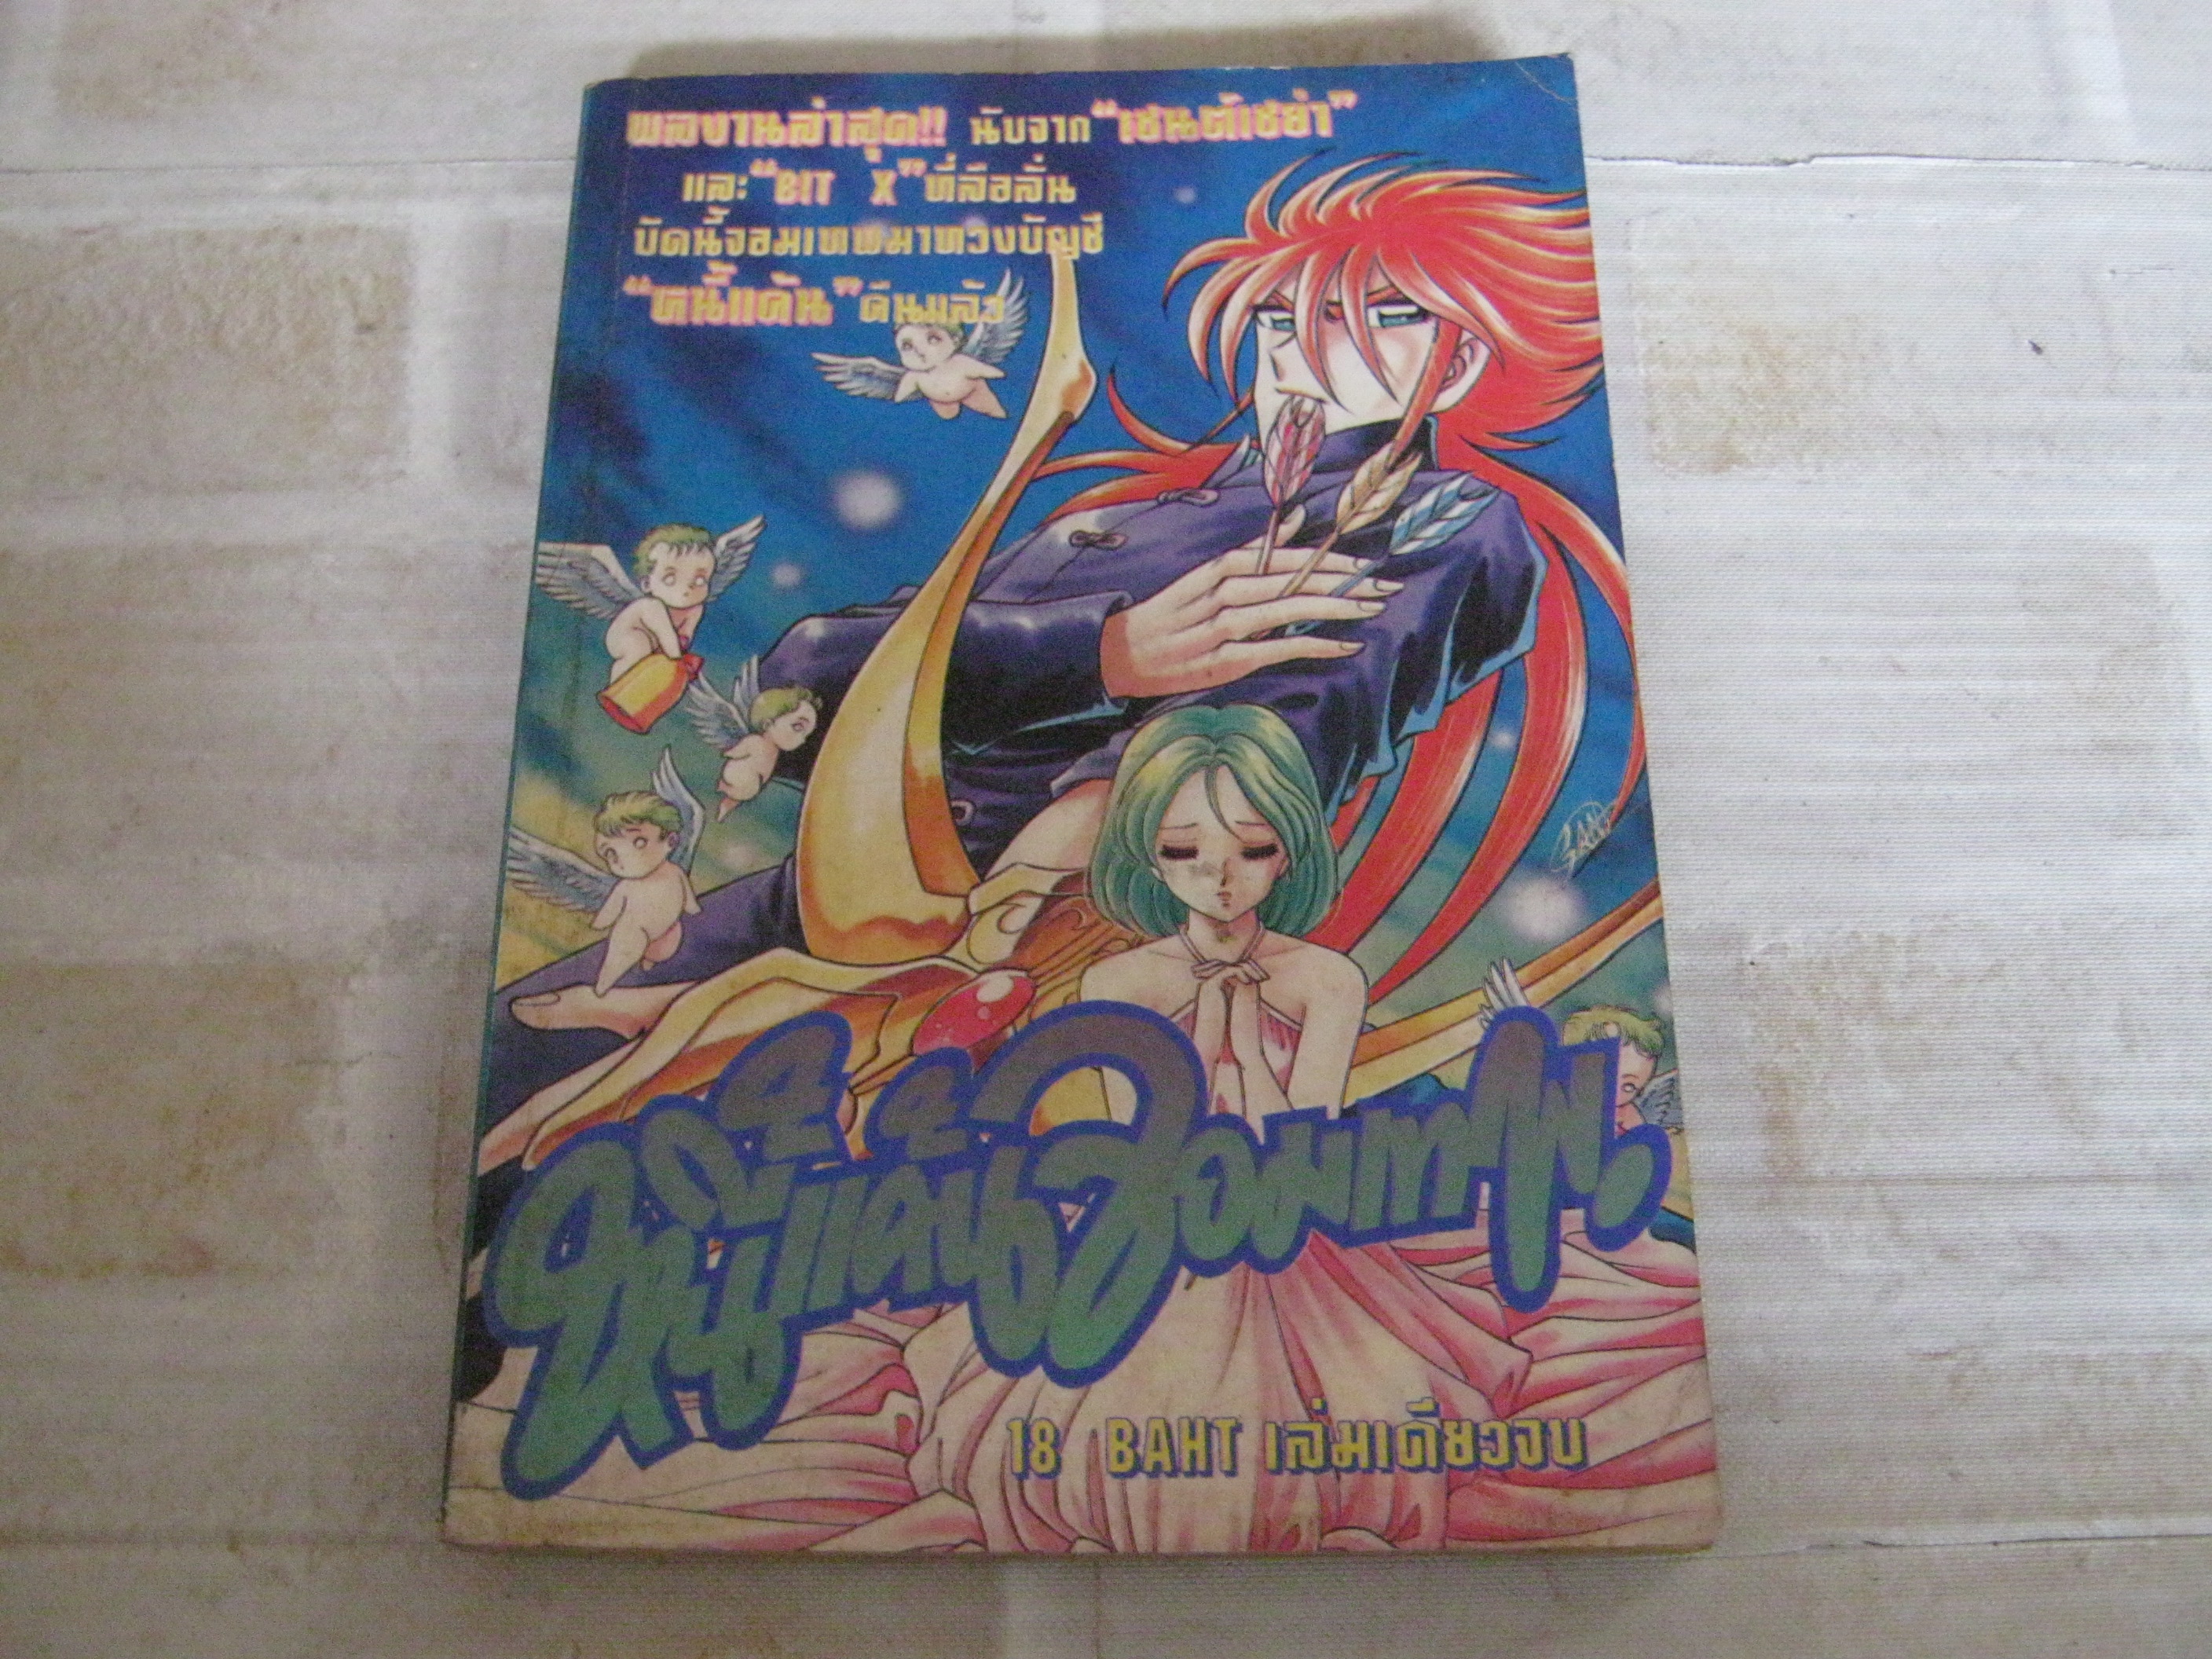 ผลงานล่าสุด!! นับจาก "เซนต์เซย่า"
และ "BIT X" ที่ลือลั่น
บัดนี้จอมเทพมาทวงบัญชี
"หนี้แค้น" คืนแล้ว
หนี้แค้นจอมเทพ
18 BAHT เล่มเดียวจบ